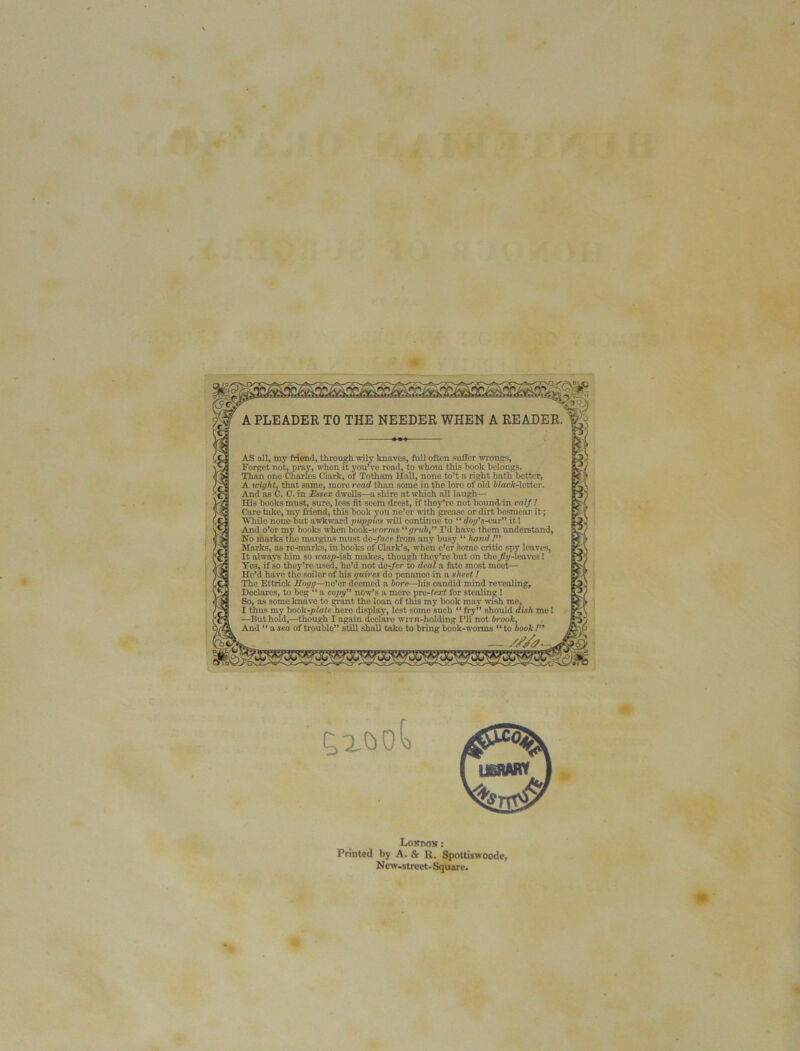 A PLEADER TO THE NEEDER WHEN A READER.
AS all, my friend, through wily knaves, full often suffer wrongs,
Forget not, pray, when it you've read, to whom this book belongs.
Than one Charles Clark, of Totham Hall, none to't a right hath better,
A wight, that same, more read than some in the lore of old black-letter.
And as C. C. in Essex dwells—a shire at which all laugh—
His books must, sure, less fit seem drest, if they're not bound in calf!
Care take, my friend, this book you ne'er with grease or dirt besmear it;
While none but awkward puppies will continue to “dog's-ear” it!
And o'er my books when book-worms “grub,” I'd have them understand,
No marks the margins must de-face from any busy “hand!”
Marks, as re-marks, in books of Clark's, when e'er some critic spy leaves,
It always him so wasp-ish makes, though they're but on the fly-leaves!
Yes, if so they're used, he'd not de-fer to deal a fate most meet—
He'd have the soiler of his quires do penance in a sheet!
The Ettrick Hogg—ne'er deemed a bore—his candid mind revealing,
Declares, to beg “a copy” now's a mere pre-text for stealing!
So, as some knave to grant the loan of this my book may wish me,
I thus my book-plate here display, lest some such “fry” should dish me!
—But hold,—though I again declare WITH-holding I'll not brook,
And “a sea of trouble” still shall take to bring book-worms “to book!”
52006
WELLCOME
LIBRARY
INSTITUTE
LONDON:
Printed by A. & R. Spottiswoode,
New-street-Square.